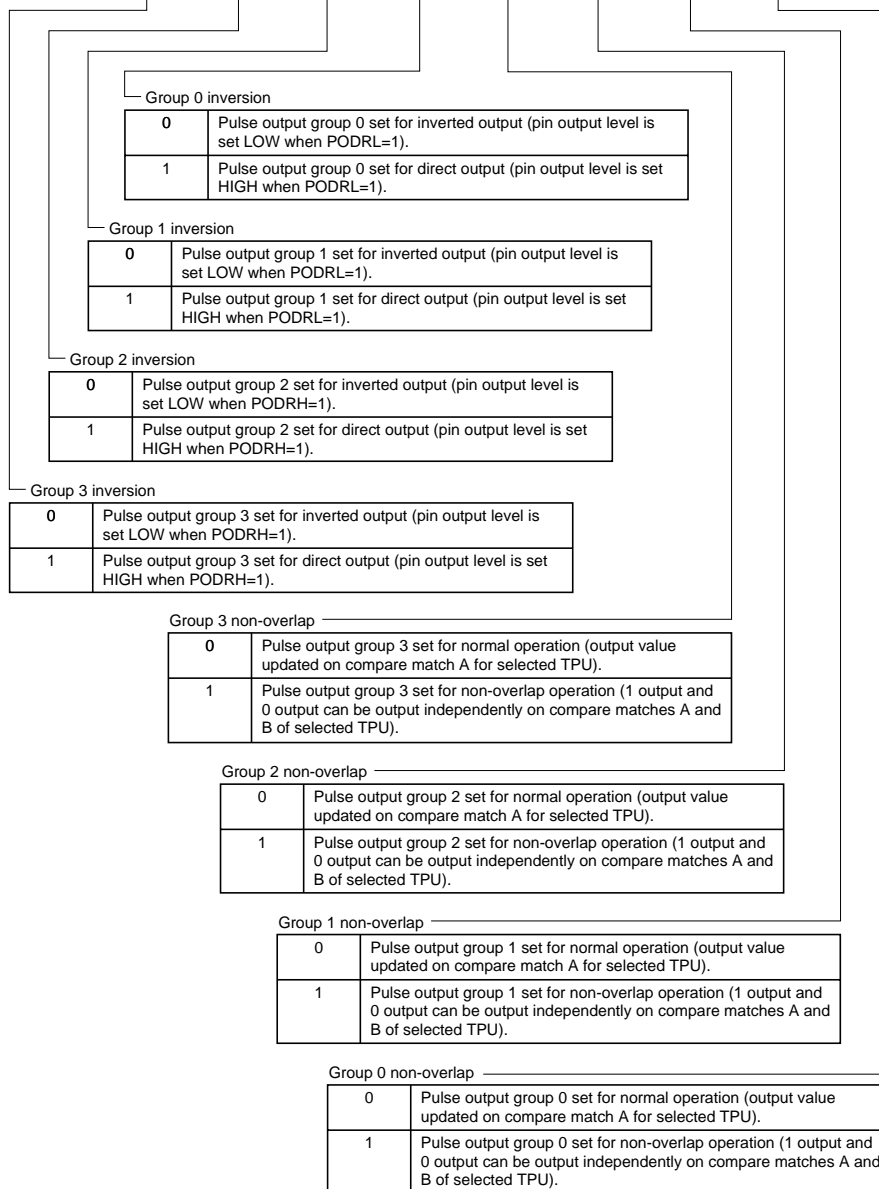 Group 0 inversion
0 Pulse output group 0 set for inverted output (pin output level is
set LOW when PODRL=1).
1 Pulse output group 0 set for direct output (pin output level is set
HIGH when PODRL=1).
Group 1 inversion
0 Pulse output group 1 set for inverted output (pin output level is
set LOW when PODRL=1).
1 Pulse output group 1 set for direct output (pin output level is set
HIGH when PODRL=1).
Group 2 inversion
0 Pulse output group 2 set for inverted output (pin output level is
set LOW when PODRH=1).
1 Pulse output group 2 set for direct output (pin output level is set
HIGH when PODRH=1).
Group 3 inversion
0 Pulse output group 3 set for inverted output (pin output level is
set LOW when PODRH=1).
1 Pulse output group 3 set for direct output (pin output level is set
HIGH when PODRH=1).
Group 3 non-overlap
0 Pulse output group 3 set for normal operation (output value
updated on compare match A for selected TPU).
1 Pulse output group 3 set for non-overlap operation (1 output and
0 output can be output independently on compare matches A and
B of selected TPU).
Group 2 non-overlap
0 Pulse output group 2 set for normal operation (output value
updated on compare match A for selected TPU).
1 Pulse output group 2 set for non-overlap operation (1 output and
0 output can be output independently on compare matches A and
B of selected TPU).
Group 1 non-overlap
0 Pulse output group 1 set for normal operation (output value
updated on compare match A for selected TPU).
1 Pulse output group 1 set for non-overlap operation (1 output and
0 output can be output independently on compare matches A and
B of selected TPU).
Group 0 non-overlap
0 Pulse output group 0 set for normal operation (output value
updated on compare match A for selected TPU).
1 Pulse output group 0 set for non-overlap operation (1 output and
0 output can be output independently on compare matches A and
B of selected TPU).